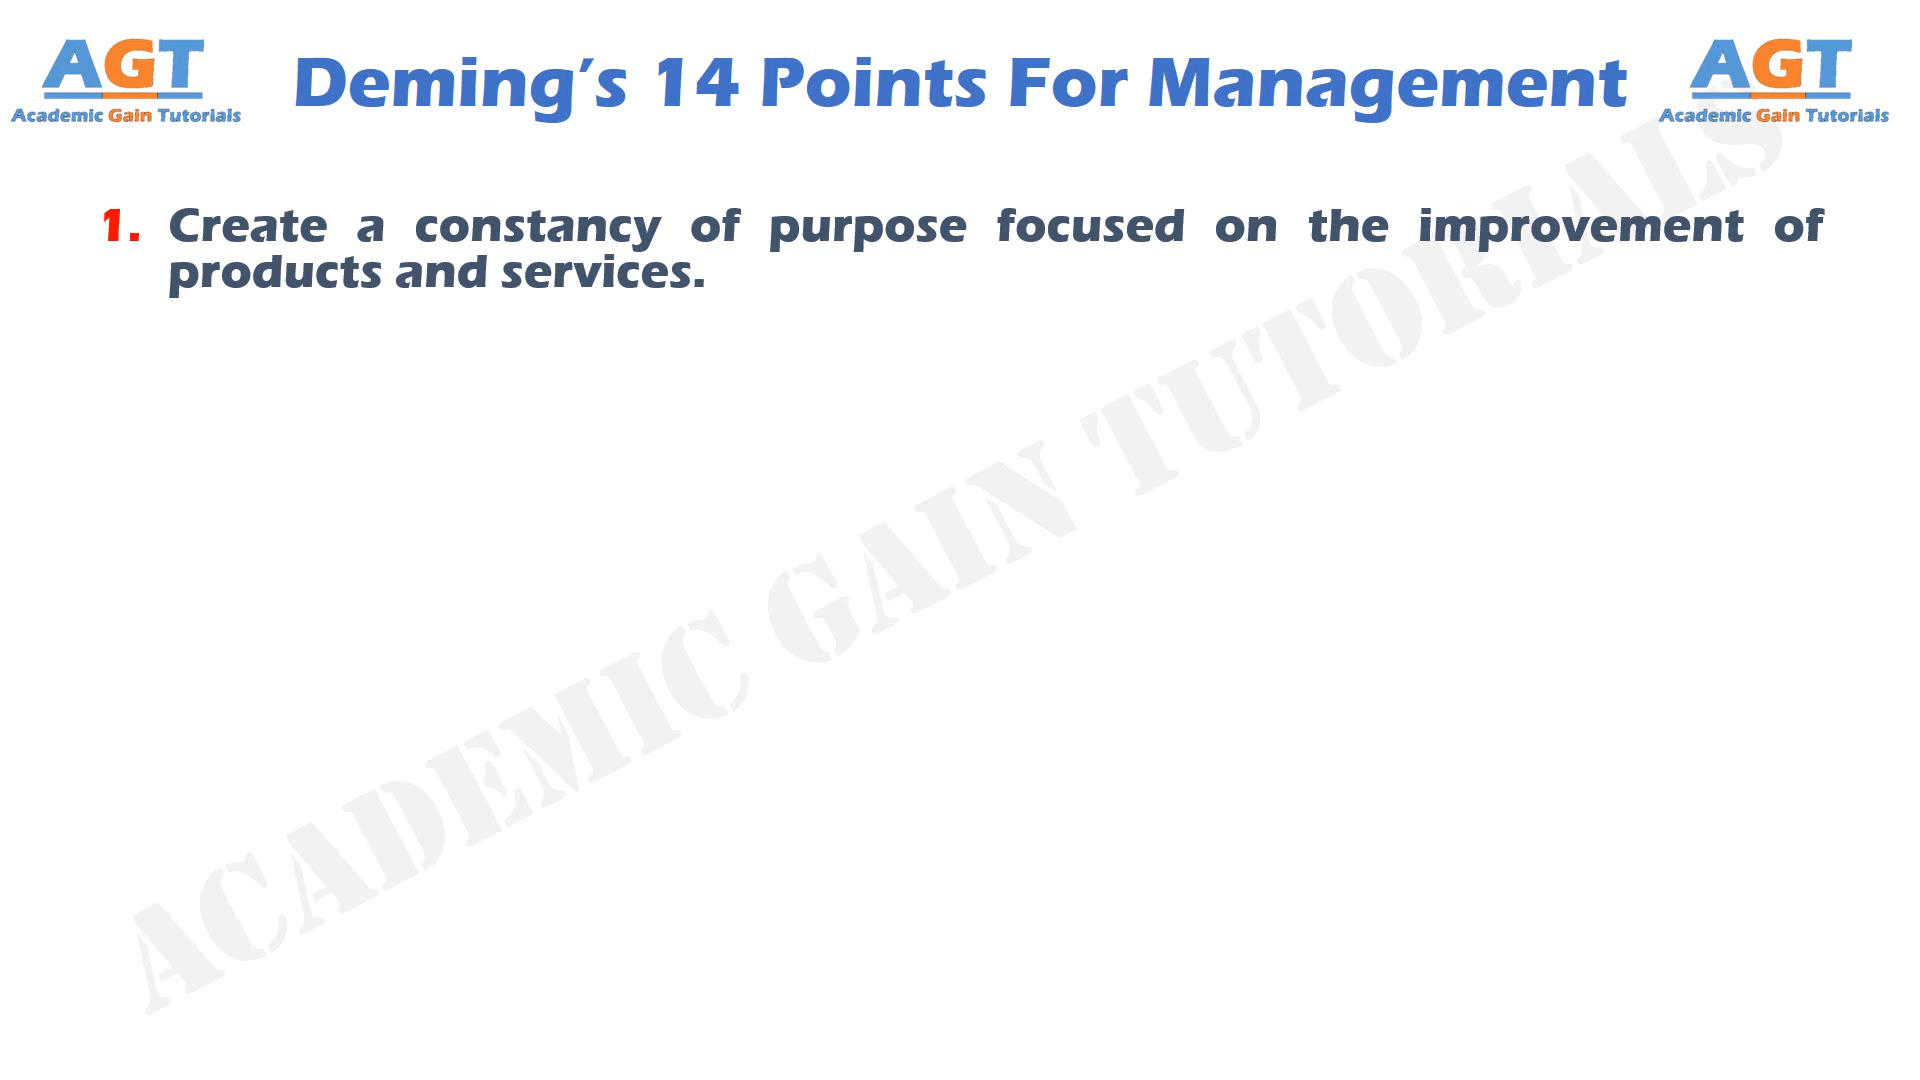 AGT
Academic Gain Tutorials
Deming’s 14 Points For Management
AGT
Academic Gain Tutorials
1. Create a constancy of purpose focused on the improvement of
products and services.
ACADEMIC GAIN TUTORIALS